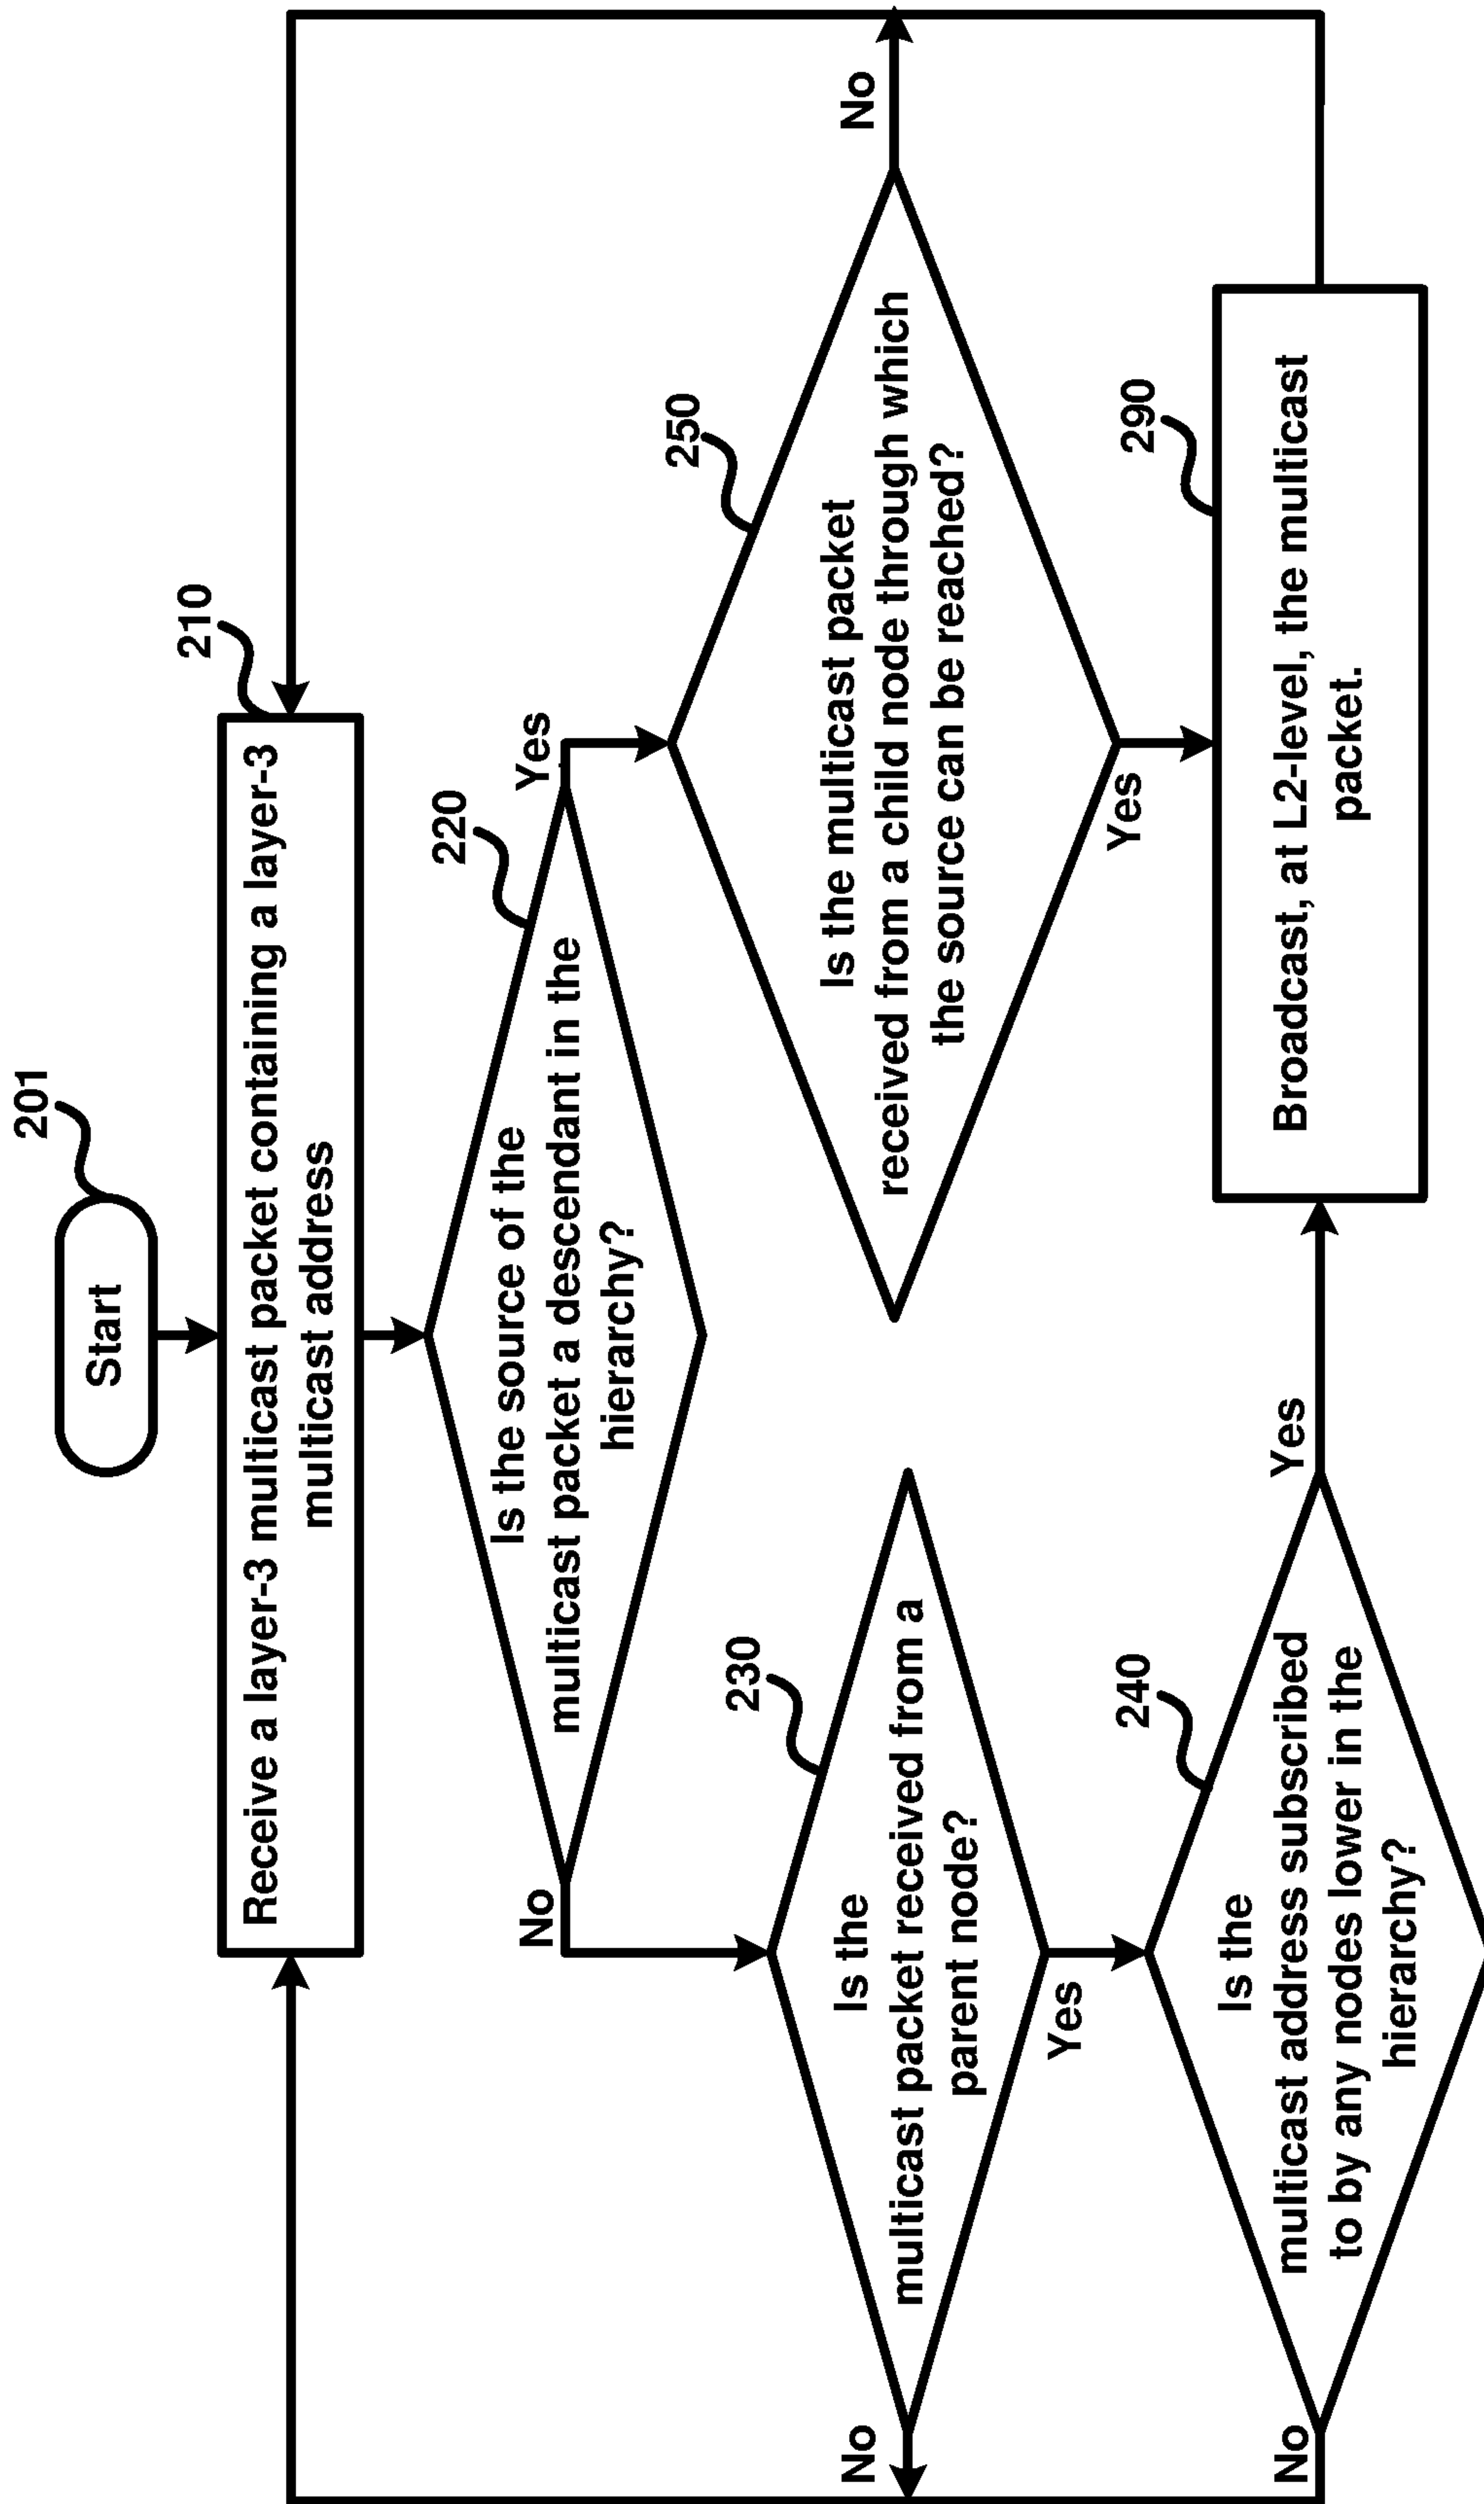 201
Start
210
Receive a layer-3 multicast packet containing a layer-3
multicast address
220
Is the source of the
multicast packet a descendant in the
hierarchy?
No
Yes
230
Is the
multicast packet received from a
parent node?
No
Yes
250
Is the multicast packet
received from a child node through which
the source can be reached?
No
Yes
240
Is the
multicast address subscribed
to by any nodes lower in the
hierarchy?
No
Yes
290
Broadcast, at L2-level, the multicast
packet.